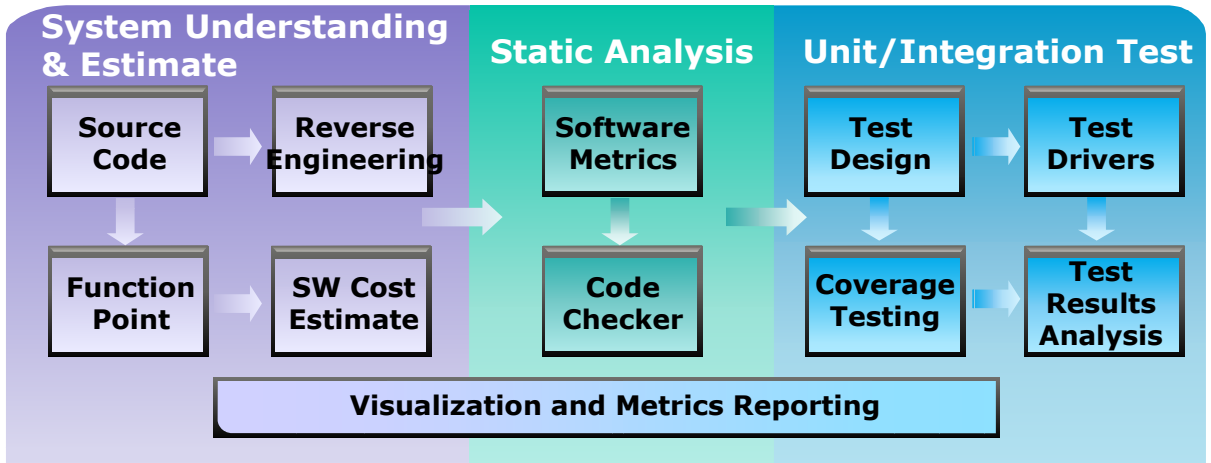 System Understanding
& Estimate
Static Analysis
Unit/Integration Test
Source
Code
Reverse
Engineering
Software
Metrics
Test
Design
Test
Drivers
Function
Point
SW Cost
Estimate
Code
Checker
Coverage
Testing
Test
Results
Analysis
Visualization and Metrics Reporting